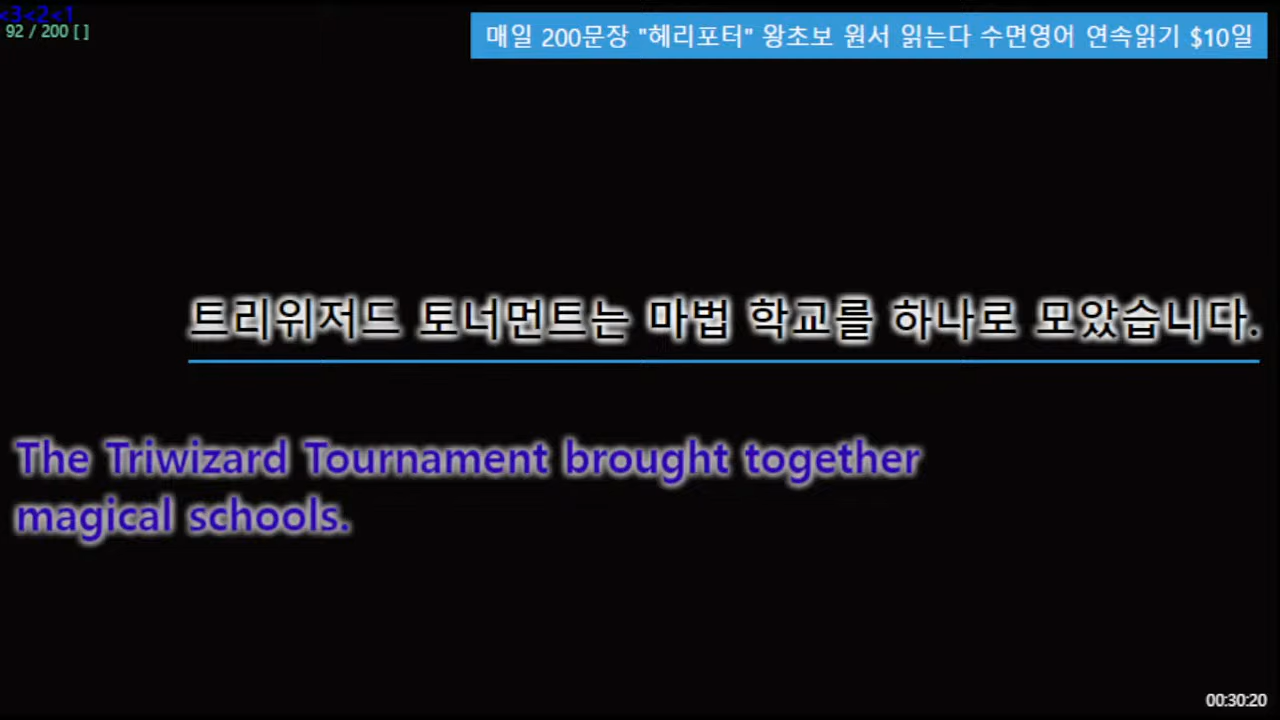 <3<2<1
92 / 200 [ ]
매일 200문장 "헤리포터" 왕초보 원서 읽는다 수면영어 연속읽기 $10일
트리위저드 토너먼트는 마법 학교를 하나로 모았습니다.
The Triwizard Tournament brought together
magical schools.
00:30:20